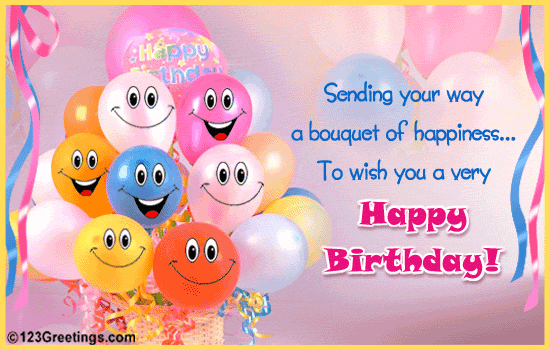 Happy
Birthday
Sending your way
a bouquet of happiness...
To wish you a very
Happy
Birthday!
©123Greetings.com